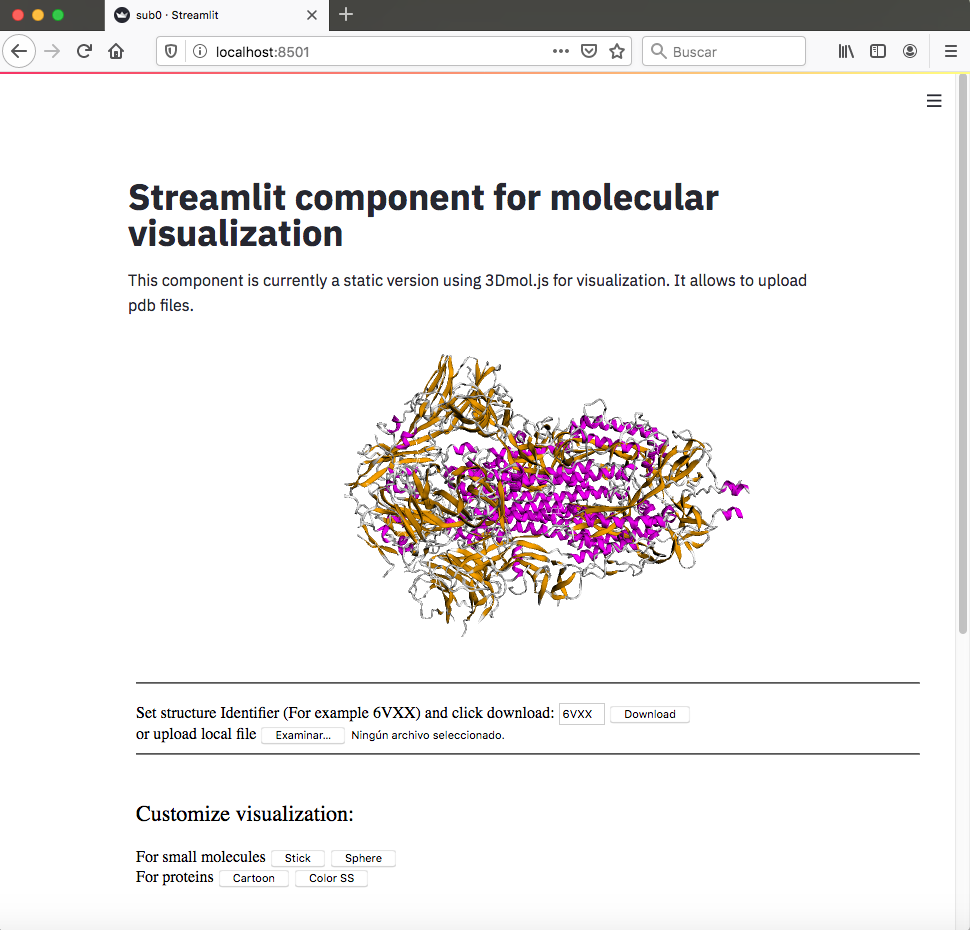 sub0 · Streamlit
localhost:8501
Buscar
Streamlit component for molecular
visualization
This component is currently a static version using 3Dmol.js for visualization. It allows to upload
pdb files.
Set structure Identifier (For example 6VXX) and click download: 6VXX Download
or upload local file Examinar... Ningún archivo seleccionado.
Customize visualization:
For small molecules Stick Sphere
For proteins Cartoon Color SS